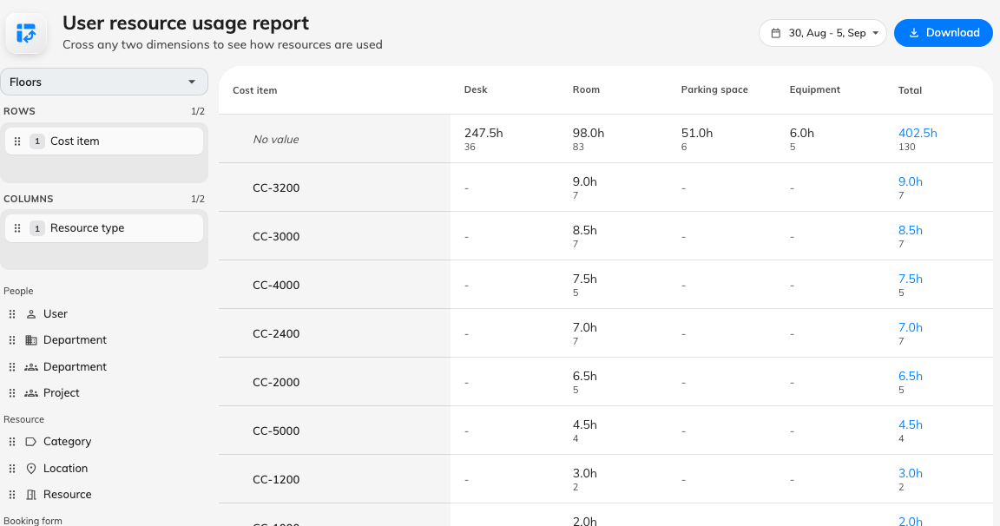 User resource usage report
Cross any two dimensions to see how resources are used
30, Aug - 5, Sep
Download
Floors
ROWS 1/2
1 Cost item
COLUMNS 1/2
1 Resource type
People
User
Department
Department
Project
Resource
Category
Location
Resource
Booking form
Cost item Desk Room Parking space Equipment Total
No value 247.5h 98.0h 51.0h 6.0h 402.5h
36 83 6 5 130
CC-3200 - 9.0h - - 9.0h
7 7
CC-3000 - 8.5h - - 8.5h
7 7
CC-4000 - 7.5h - - 7.5h
5 5
CC-2400 - 7.0h - - 7.0h
7 7
CC-2000 - 6.5h - - 6.5h
5 5
CC-5000 - 4.5h - - 4.5h
4 4
CC-1200 - 3.0h - - 3.0h
2 2
2.0h 2.0h